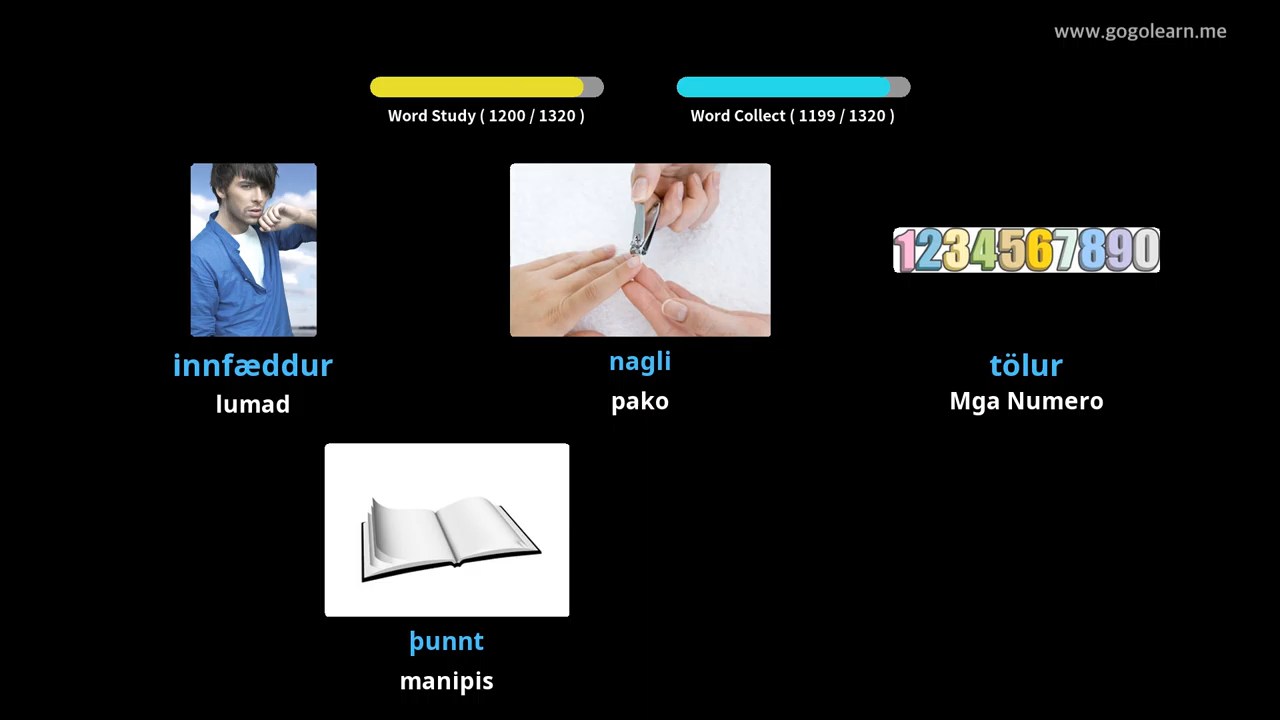 www.gogolearn.me
Word Study ( 1200 / 1320 )
Word Collect ( 1199 / 1320 )
1234567890
innfæddur
lumad
nagli
pako
tölur
Mga Numero
þunnt
manipis